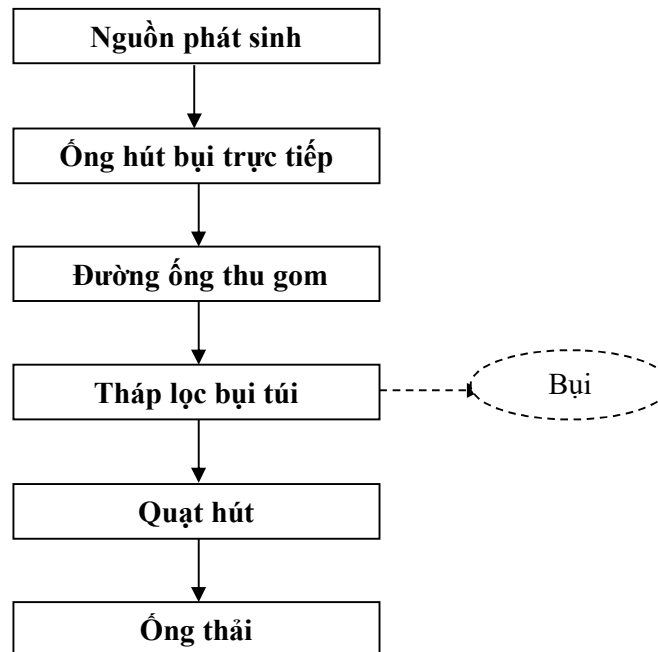 Nguồn phát sinh
Ống hút bụi trực tiếp
Đường ống thu gom
Tháp lọc bụi túi
Bụi
Quạt hút
Ống thải